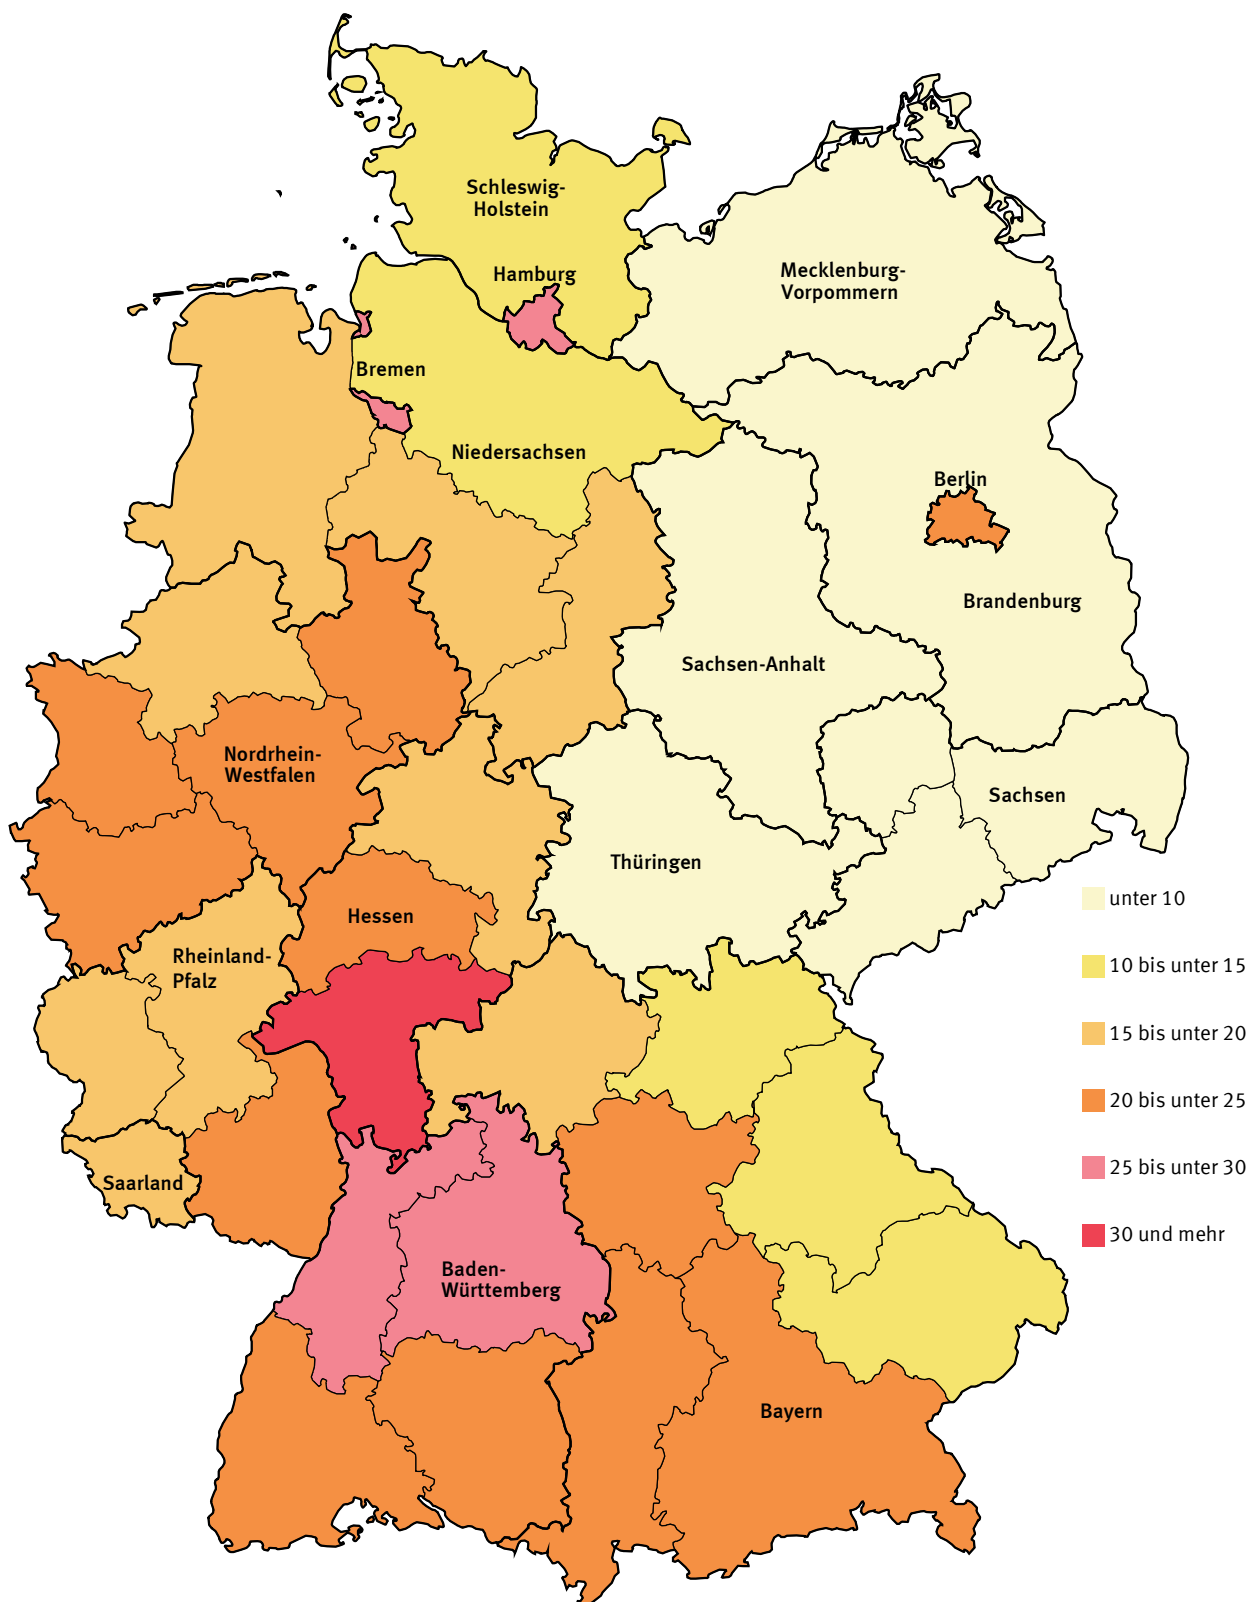 Schleswig-
Holstein
Hamburg
Mecklenburg-
Vorpommern
Bremen
Niedersachsen
Berlin
Brandenburg
Sachsen-Anhalt
Nordrhein-
Westfalen
Sachsen
Thüringen
Hessen
Rheinland-
Pfalz
Saarland
Baden-
Württemberg
Bayern
unter 10
10 bis unter 15
15 bis unter 20
20 bis unter 25
25 bis unter 30
30 und mehr